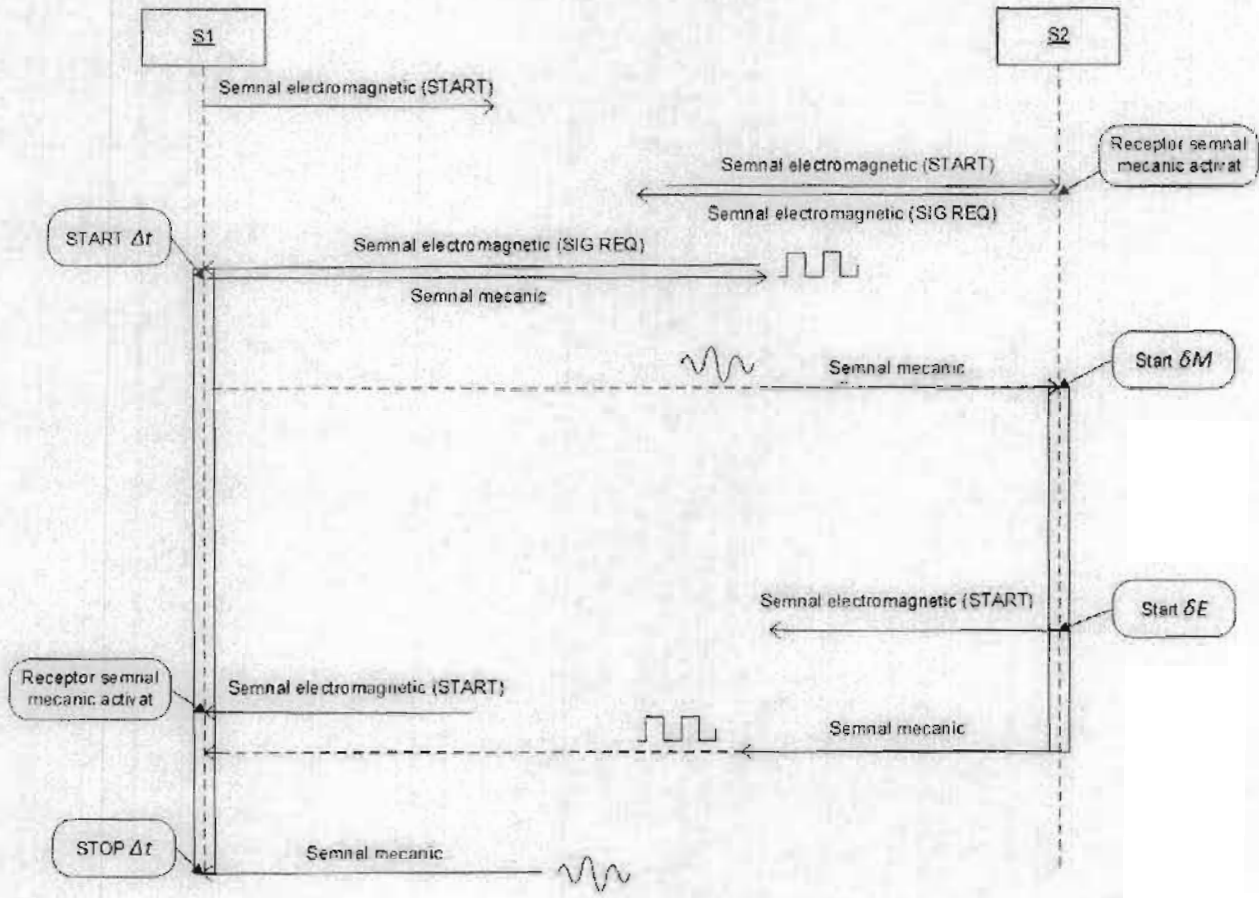 S1
S2
Semnal electromagnetic (START)
Receptor semnal
mecanic activat
Semnal electromagnetic (START)
Semnal electromagnetic (SIG REQ)
START Δt
Semnal electromagnetic (SIG REQ)
Semnal mecanic
Semnal mecanic
Start δM
Semnal electromagnetic (START)
Start δE
Receptor semnal
mecanic activat
Semnal electromagnetic (START)
Semnal mecanic
STOP Δt
Semnal mecanic